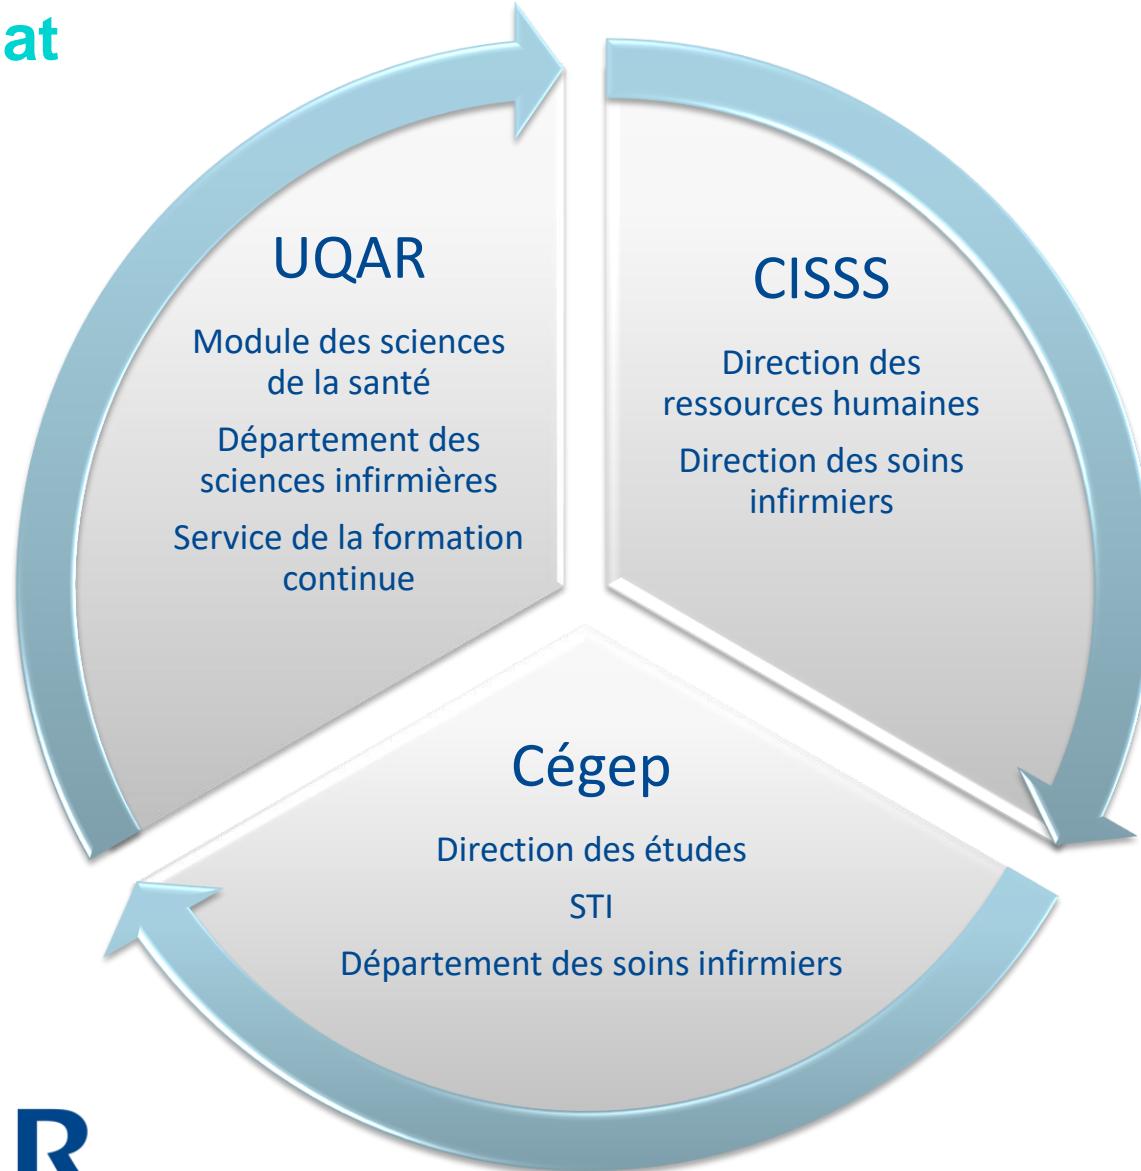 at
UQAR
Module des sciences
de la santé
Département des
sciences infirmières
Service de la formation
continue
CISSS
Direction des
ressources humaines
Direction des soins
infirmiers
Cégep
Direction des études
STI
Département des soins infirmiers
R